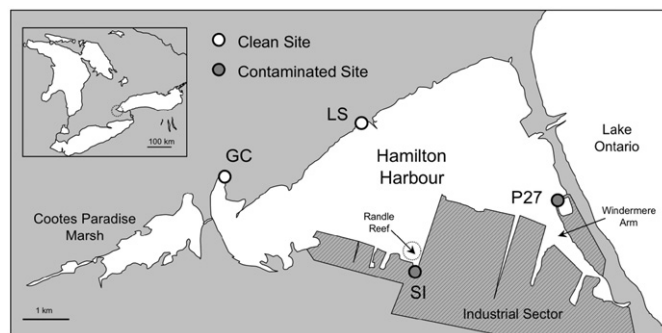 Clean Site
Contaminated Site
100 km
LS
Lake
Ontario
GC
Hamilton
Harbour
P27
Cootes Paradise
Marsh
Windermere
Arm
Randle
Reef
SI
1 km
Industrial Sector